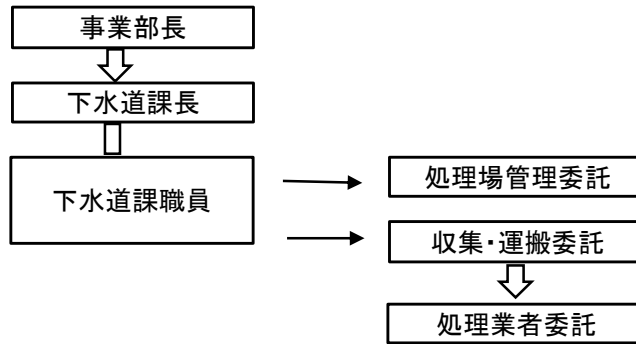 事業部長
下水道課長
下水道課職員
処理場管理委託
収集・運搬委託
処理業者委託